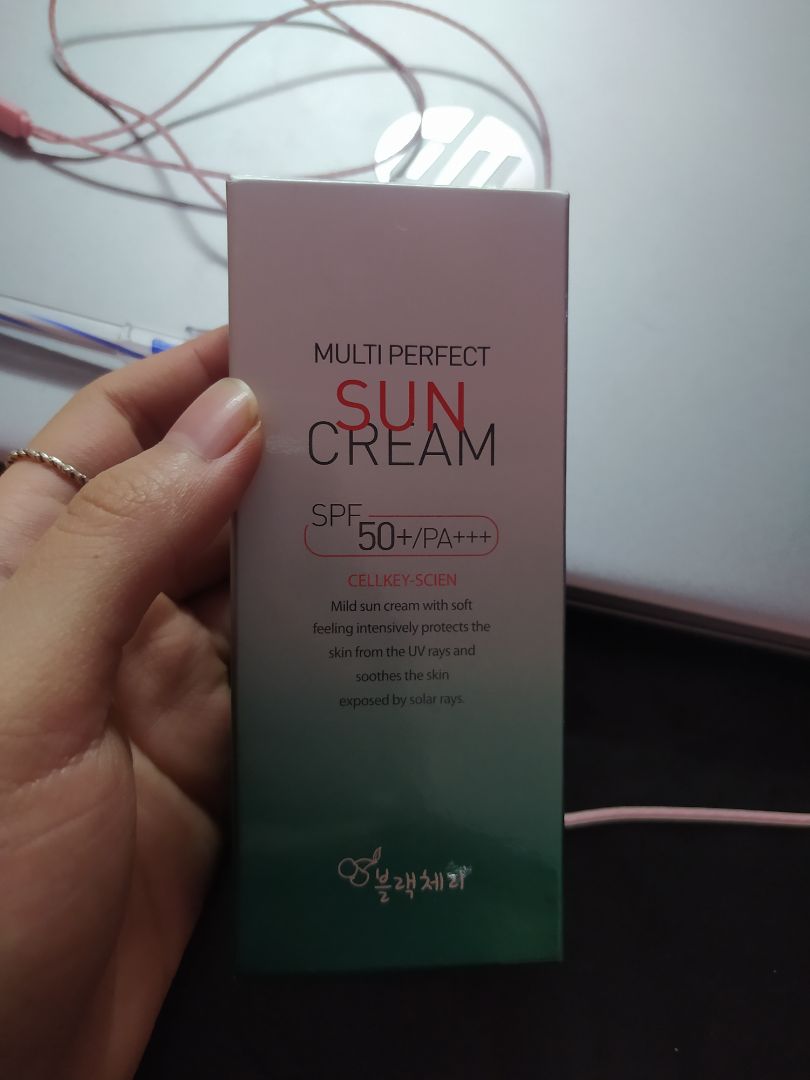 hp
MULTI PERFECT
SUN
CREAM
SPF
50+/PA+++
CELLKEY-SCIEN
Mild sun cream with soft
feeling intensively protects the
skin from the UV rays and
soothes the skin
exposed by solar rays.
블랙체리